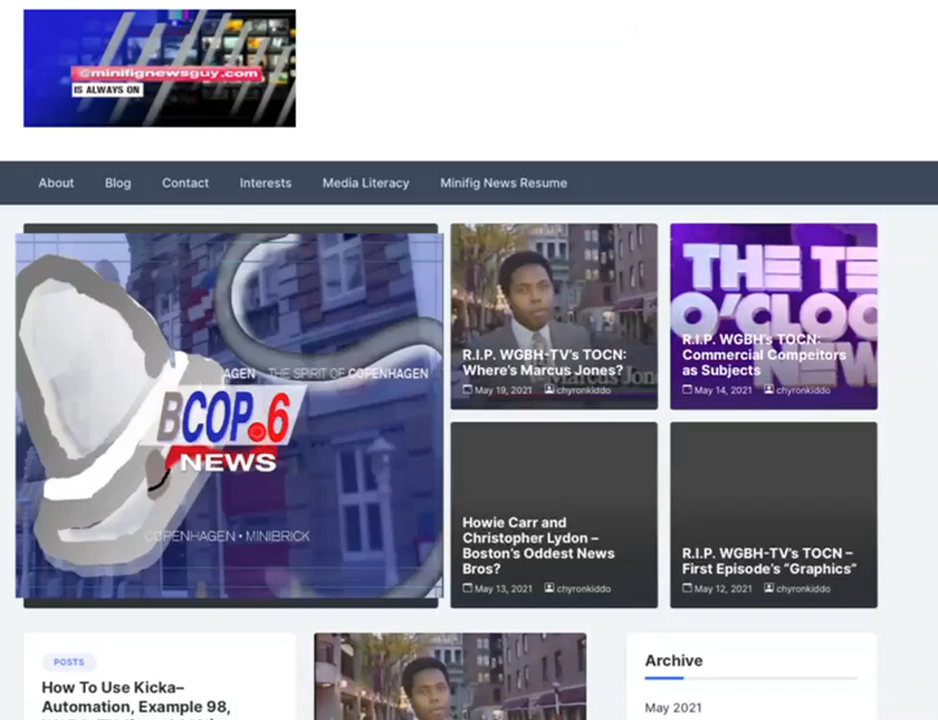 @minifignewsguy.com
IS ALWAYS ON
About Blog Contact Interests Media Literacy Minifig News Resume
AGEN THE SPIRIT OF COPENHAGEN
BCOP.6
NEWS
COPENHAGEN • MINIBRICK
R.I.P. WGBH-TV's TOCN:
Where's Marcus Jones?
May 19, 2021 chyronkiddo
THE TE
O'CLOC
NEW
R.I.P. WGBH's TOCN:
Commercial Compeitors
as Subjects
May 14, 2021 chyronkiddo
Howie Carr and
Christopher Lydon –
Boston's Oddest News
Bros?
May 13, 2021 chyronkiddo
R.I.P. WGBH-TV's TOCN –
First Episode's “Graphics”
May 12, 2021 chyronkiddo
POSTS
How To Use Kicka–
Automation, Example 98,
Archive
May 2021